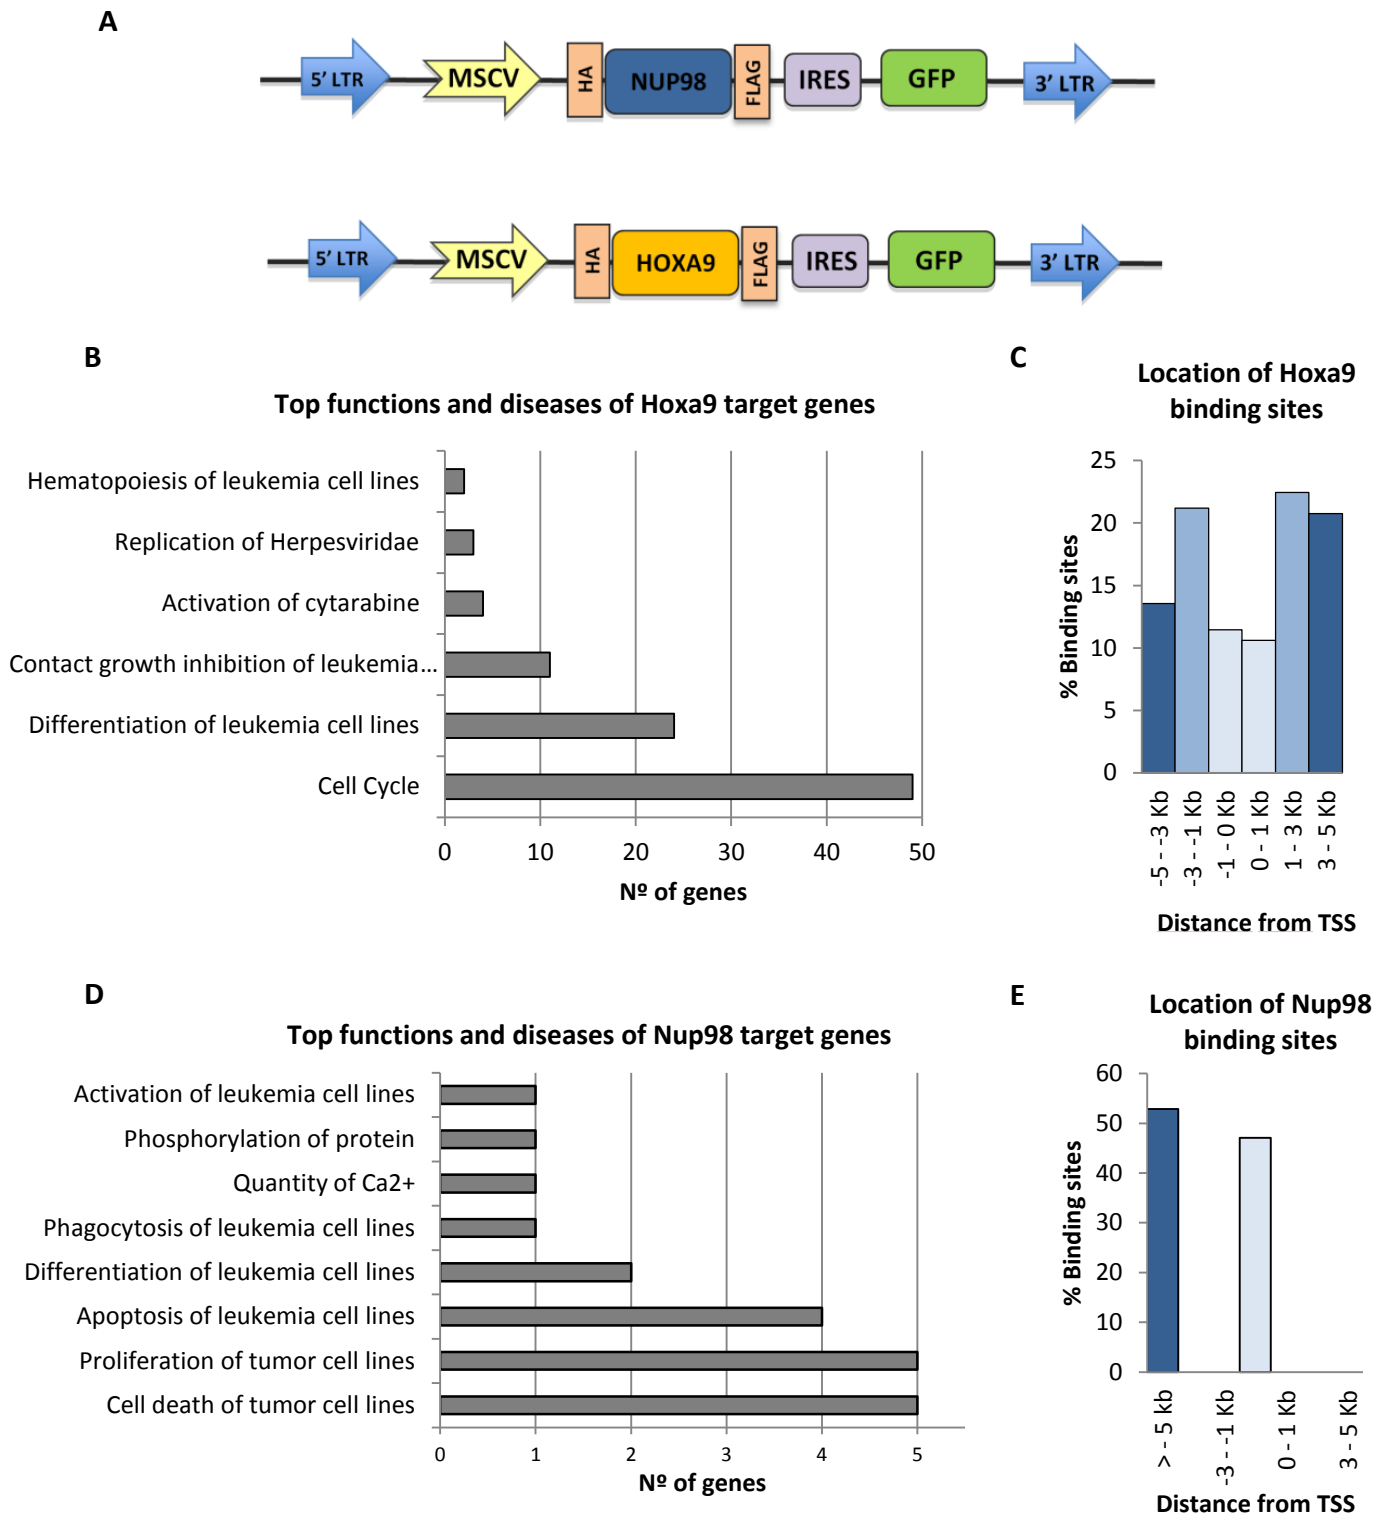 A
5' LTR MSCV HA NUP98 FLAG IRES GFP 3' LTR
5' LTR MSCV HA HOXA9 FLAG IRES GFP 3' LTR
B
Top functions and diseases of Hoxa9 target genes
Hematopoiesis of leukemia cell lines
Replication of Herpesviridae
Activation of cytarabine
Contact growth inhibition of leukemia...
Differentiation of leukemia cell lines
Cell Cycle
0 10 20 30 40 50
Nº of genes
C
Location of Hoxa9
binding sites
% Binding sites
25
20
15
10
5
0
-5 - -3 Kb
-3 - -1 Kb
-1 - 0 Kb
0 - 1 Kb
1 - 3 Kb
3 - 5 Kb
Distance from TSS
D
Top functions and diseases of Nup98 target genes
Activation of leukemia cell lines
Phosphorylation of protein
Quantity of Ca2+
Phagocytosis of leukemia cell lines
Differentiation of leukemia cell lines
Apoptosis of leukemia cell lines
Proliferation of tumor cell lines
Cell death of tumor cell lines
0 1 2 3 4 5
Nº of genes
E
Location of Nup98
binding sites
% Binding sites
60
50
40
30
20
10
0
> - 5 kb
-3 - -1 Kb
0 - 1 Kb
3 - 5 Kb
Distance from TSS